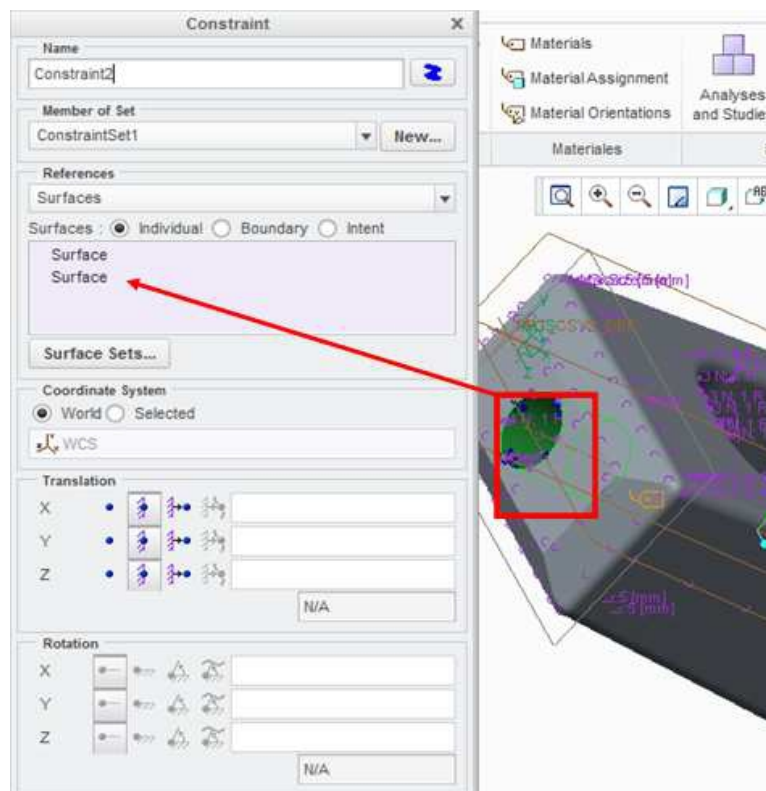 Constraint
Name
Constraint2
Member of Set
ConstraintSet1
New...
References
Surfaces
Surfaces : Individual Boundary Intent
Surface
Surface
Surface Sets...
Coordinate System
World Selected
WCS
Translation
X
Y
Z
N/A
Rotation
X
Y
Z
N/A
Materials
Material Assignment
Material Orientations
Materiales
Analyses
and Studie